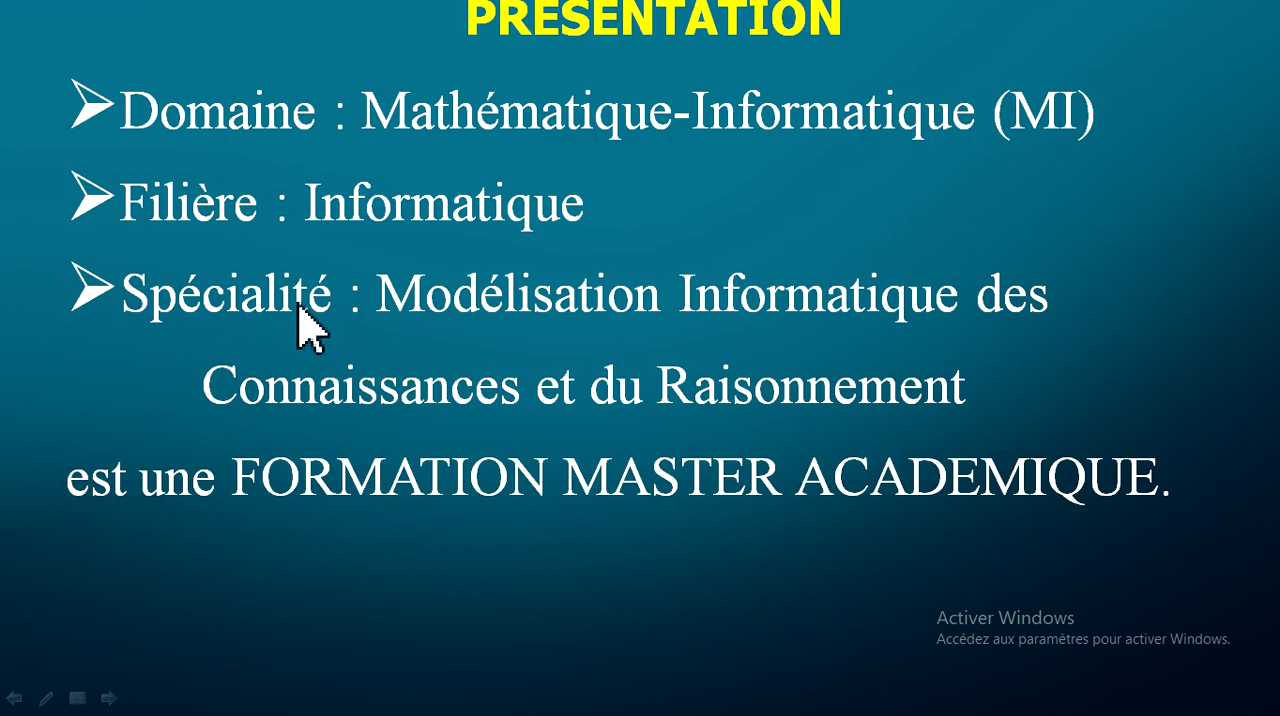 PRESENTATION
➢Domaine : Mathématique-Informatique (MI)
➢Filière : Informatique
➢Spécialité : Modélisation Informatique des
Connaissances et du Raisonnement
est une FORMATION MASTER ACADEMIQUE.
Activer Windows
Accédez aux paramètres pour activer Windows.